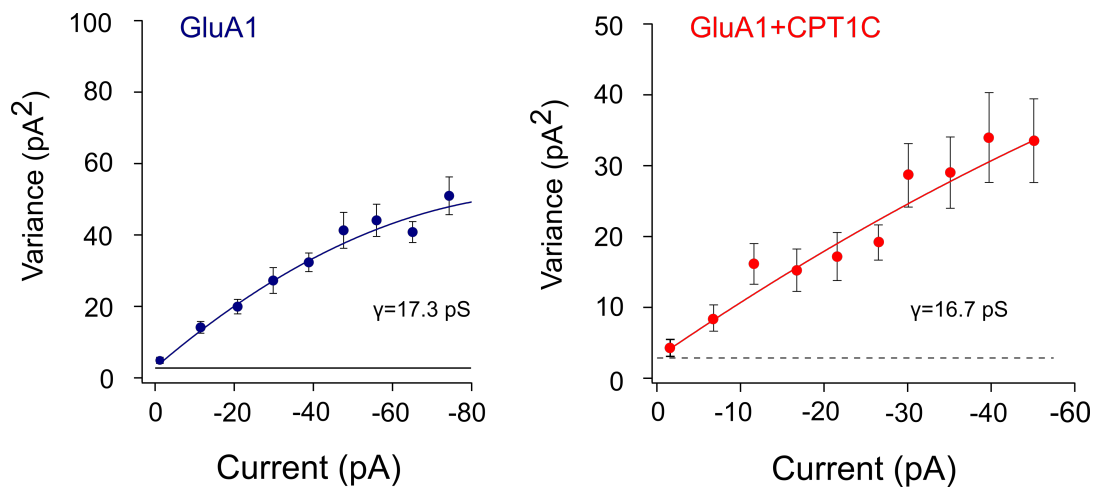 GluA1
100
80
60
40
20
0
Variance (pA2)
γ=17.3 pS
0 -20 -40 -60 -80
Current (pA)
GluA1+CPT1C
50
40
30
20
10
0
Variance (pA2)
γ=16.7 pS
0 -10 -20 -30 -40 -60
Current (pA)